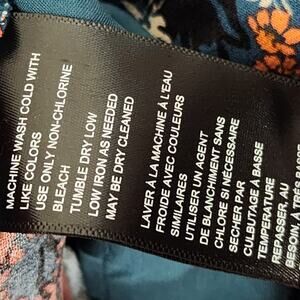 MACHINE WASH COLD WITH
LIKE COLORS
USE ONLY NON-CHLORINE
BLEACH
TUMBLE DRY LOW
LOW IRON AS NEEDED
MAY BE DRY CLEANED
LAVER À LA MACHINE À L'EAU
FROIDE AVEC COULEURS
SIMILAIRES
UTILISER UN AGENT
DE BLANCHIMENT SANS
CHLORE SI NÉCESSAIRE
SECHER PAR
CULBUTAGE A BASSE
TEMPÉRATURE
REPASSER, AU
BESOIN, À TRÈS BAS